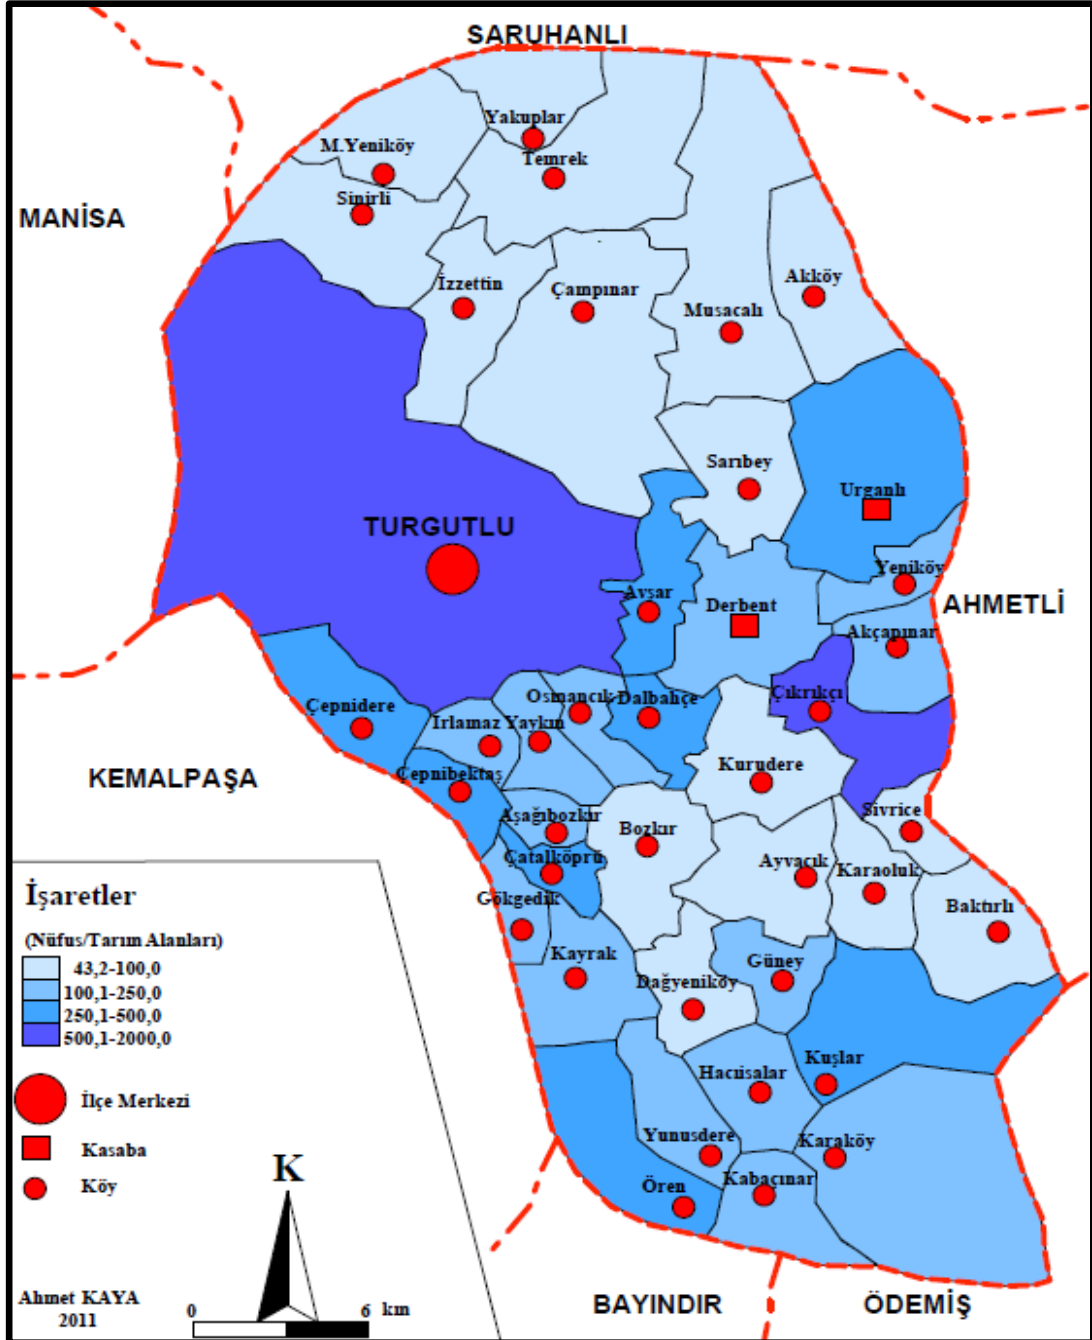 SARUHANLI
Yakuplar
M.Yeniköy
Temrek
Sinirli
MANİSA
İzzettin
Çampınar
Akköy
Musacalı
Sarıbey
Urganlı
TURGUTLU
Yeniköy
Avsar
Derbent
AHMETLİ
Akçapınar
Çıkrıkçı
Osmancık
Dalbahçe
Çepnidere
Irlamaz
Yaykın
KEMALPAŞA
Kurudere
Çepnibektaş
Aşağıbozkır
Bozkır
Sivrice
Çatalköprü
Ayvacık
Karaoluk
Gökgedik
Baktırlı
Kayrak
Güney
Dağyeniköy
Kuşlar
Hacıisalar
Yunusdere
Karaköy
Ören
Kabaçınar
BAYINDIR
ÖDEMİŞ
İşaretler
(Nüfus/Tarım Alanları)
43,2-100,0
100,1-250,0
250,1-500,0
500,1-2000,0
İlçe Merkezi
Kasaba
Köy
K
Ahmet KAYA
2011
0 6 km